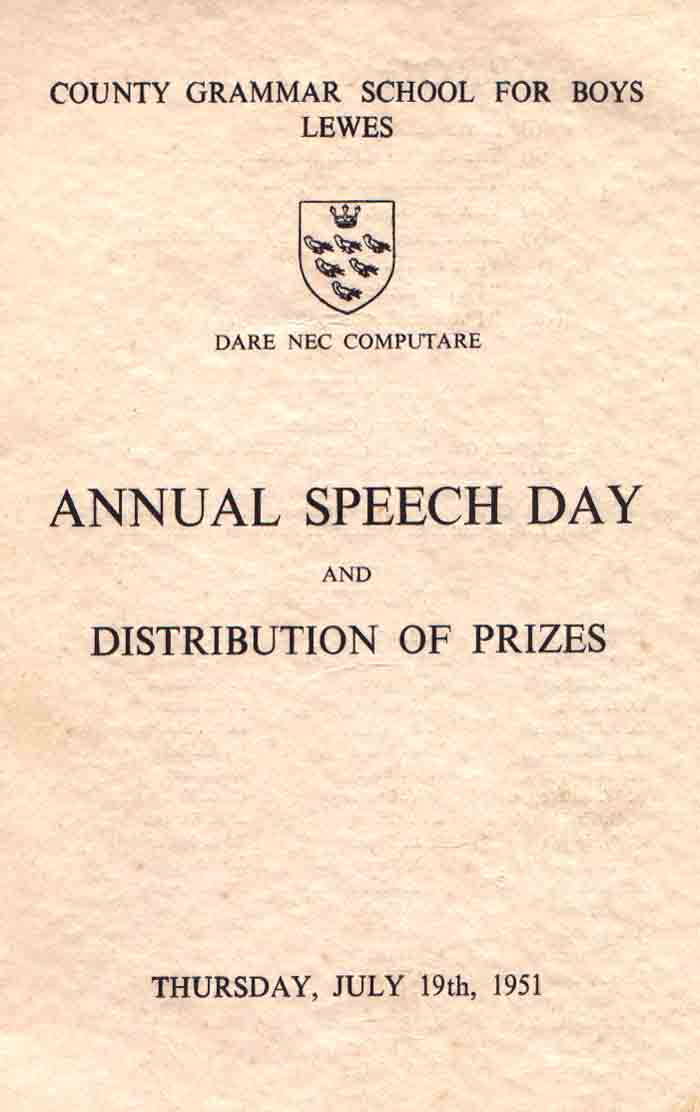 COUNTY GRAMMAR SCHOOL FOR BOYS
LEWES
DARE NEC COMPUTARE
ANNUAL SPEECH DAY
AND
DISTRIBUTION OF PRIZES
THURSDAY, JULY 19th, 1951